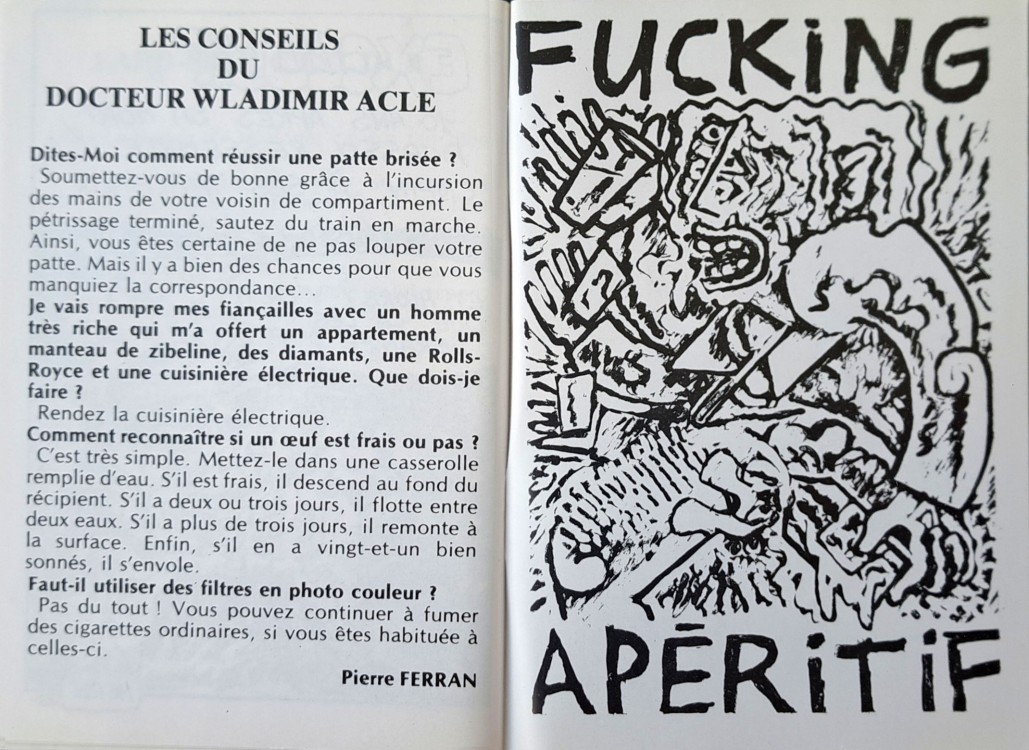 LES CONSEILS
DU
DOCTEUR WLADIMIR ACLE
Dites-Moi comment réussir une patte brisée ?
Soumettez-vous de bonne grâce à l'incursion
des mains de votre voisin de compartiment. Le
pétrissage terminé, sautez du train en marche.
Ainsi, vous êtes certaine de ne pas louper votre
patte. Mais il y a bien des chances pour que vous
manquiez la correspondance...
Je vais rompre mes fiançailles avec un homme
très riche qui m'a offert un appartement, un
manteau de zibeline, des diamants, une Rolls-
Royce et une cuisinière électrique. Que dois-je
faire ?
Rendez la cuisinière électrique.
Comment reconnaître si un œuf est frais ou pas ?
C'est très simple. Mettez-le dans une casserolle
remplie d'eau. S'il est frais, il descend au fond du
récipient. S'il a deux ou trois jours, il flotte entre
deux eaux. S'il a plus de trois jours, il remonte à
la surface. Enfin, s'il en a vingt-et-un bien
sonnés, il s'envole.
Faut-il utiliser des filtres en photo couleur ?
Pas du tout ! Vous pouvez continuer à fumer
des cigarettes ordinaires, si vous êtes habituée à
celles-ci.
Pierre FERRAN
FUCKiNG
APĒRiTiF